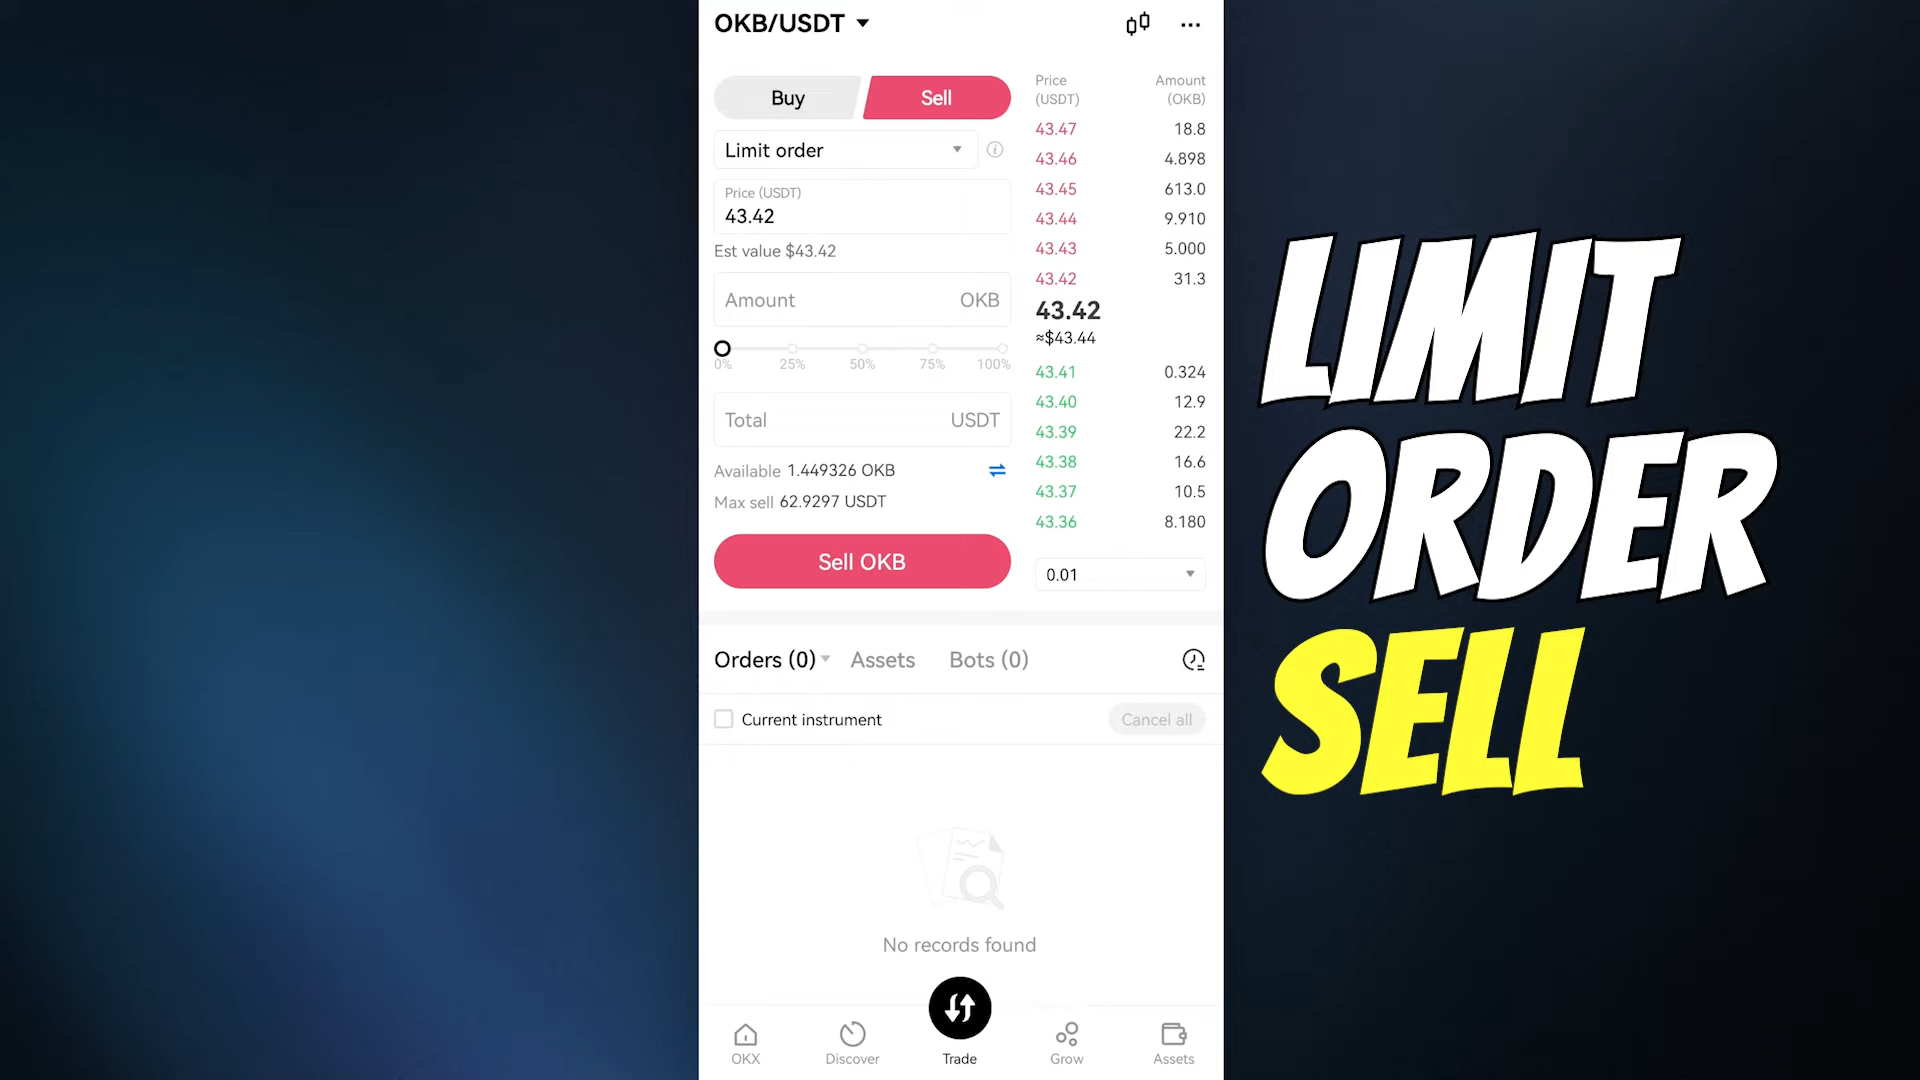 OKB/USDT
Buy
Sell
Limit order
Price (USDT)
43.42
Est value $43.42
Amount OKB
0% 25% 50% 75% 100%
Total USDT
Available 1.449326 OKB
Max sell 62.9297 USDT
Sell OKB
Price Amount
(USDT) (OKB)
43.47 18.8
43.46 4.898
43.45 613.0
43.44 9.910
43.43 5.000
43.42 31.3
43.42
≈$43.44
43.41 0.324
43.40 12.9
43.39 22.2
43.38 16.6
43.37 10.5
43.36 8.180
0.01
Orders (0) Assets Bots (0)
Current instrument Cancel all
No records found
OKX Discover Trade Grow Assets
LIMIT
ORDER
SELL